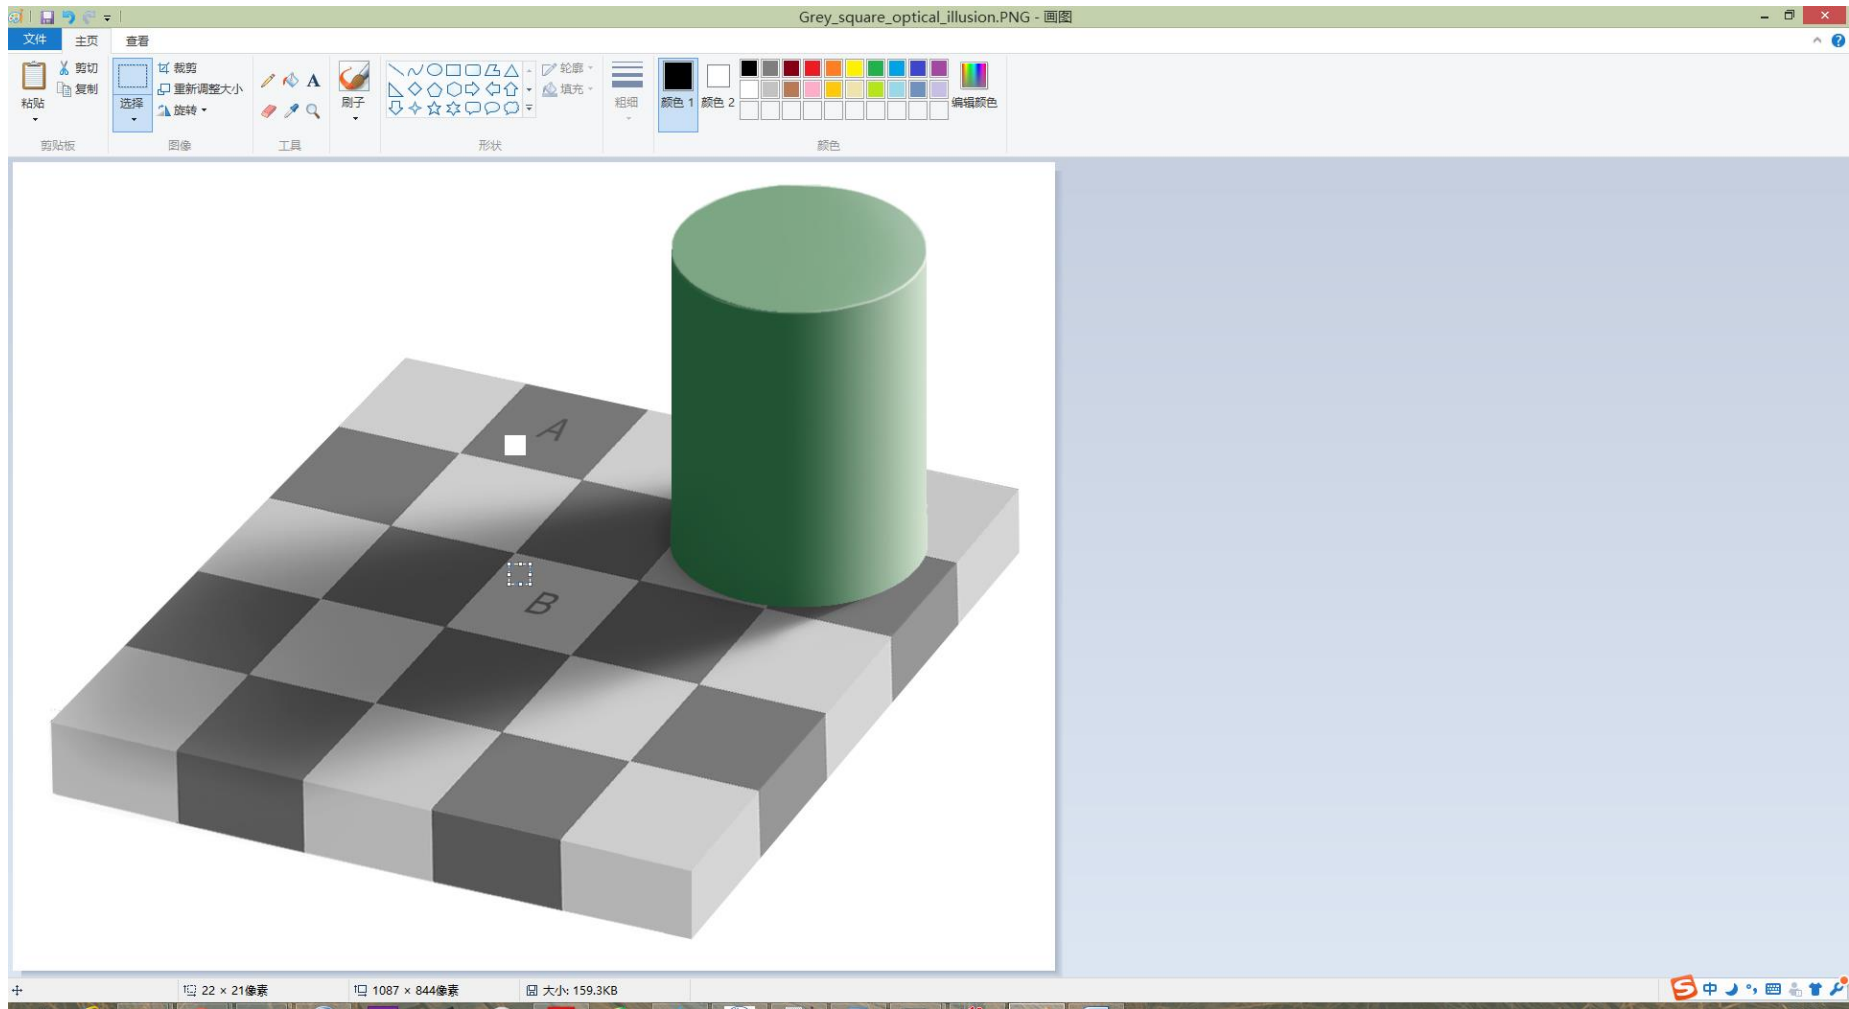 Grey_square_optical_illusion.PNG - 画图
文件 主页 查看
粘贴 剪切 复制
剪贴板
选择 裁剪 重新调整大小 旋转
图像
A
工具
刷子
形状
轮廓 填充
粗细
颜色 1 颜色 2
编辑颜色
颜色
A
B
22 × 21像素 1087 × 844像素 大小: 159.3KB
中